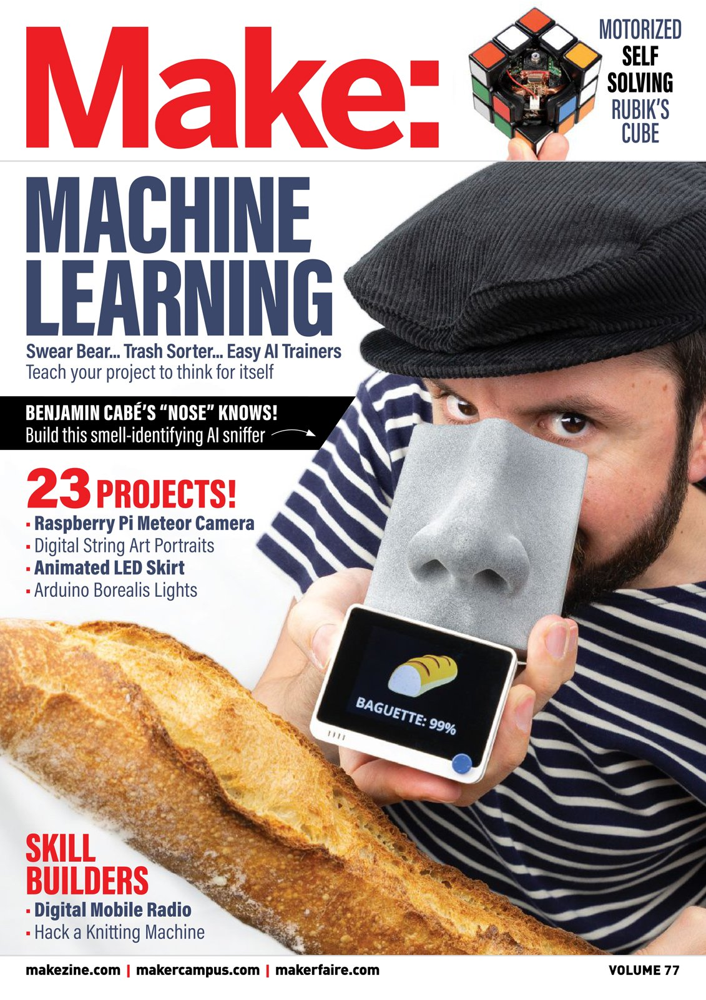 Make:
MOTORIZED
SELF
SOLVING
RUBIK'S
CUBE
MACHINE
LEARNING
Swear Bear... Trash Sorter... Easy AI Trainers
Teach your project to think for itself
BENJAMIN CABÉ'S “NOSE” KNOWS!
Build this smell-identifying AI sniffer
23 PROJECTS!
· Raspberry Pi Meteor Camera
· Digital String Art Portraits
· Animated LED Skirt
· Arduino Borealis Lights
BAGUETTE: 99%
SKILL
BUILDERS
· Digital Mobile Radio
· Hack a Knitting Machine
makezine.com | makercampus.com | makerfaire.com
VOLUME 77